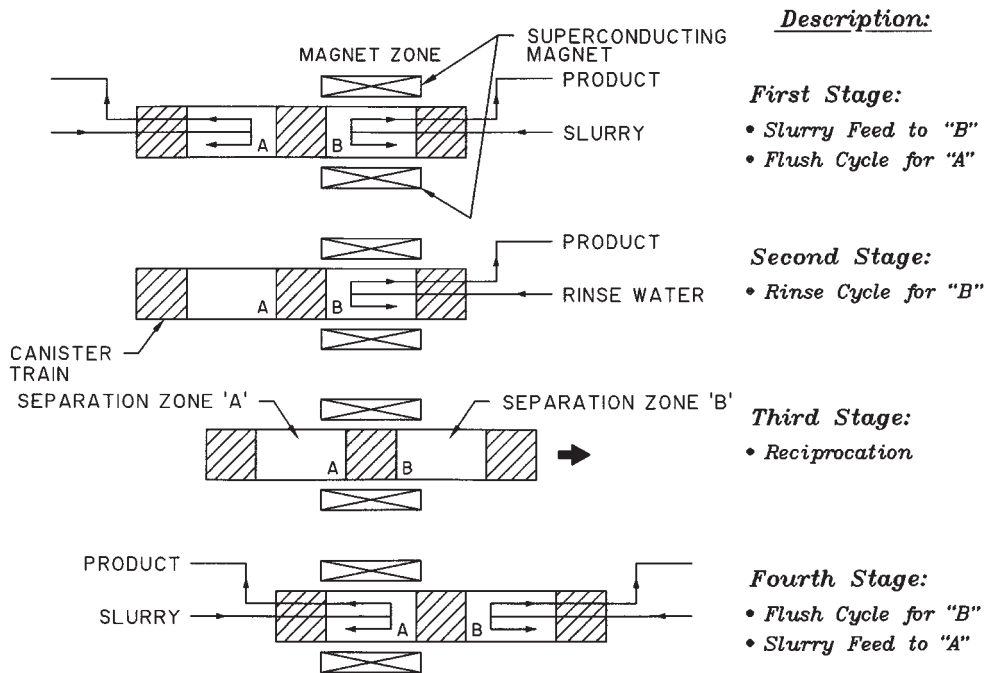 Description:
MAGNET ZONE
SUPERCONDUCTING
MAGNET
PRODUCT
SLURRY
A
B
First Stage:
• Slurry Feed to "B"
• Flush Cycle for "A"
PRODUCT
RINSE WATER
A
B
CANISTER
TRAIN
Second Stage:
• Rinse Cycle for "B"
SEPARATION ZONE 'A'
SEPARATION ZONE 'B'
A
B
Third Stage:
• Reciprocation
PRODUCT
SLURRY
A
B
Fourth Stage:
• Flush Cycle for "B"
• Slurry Feed to "A"